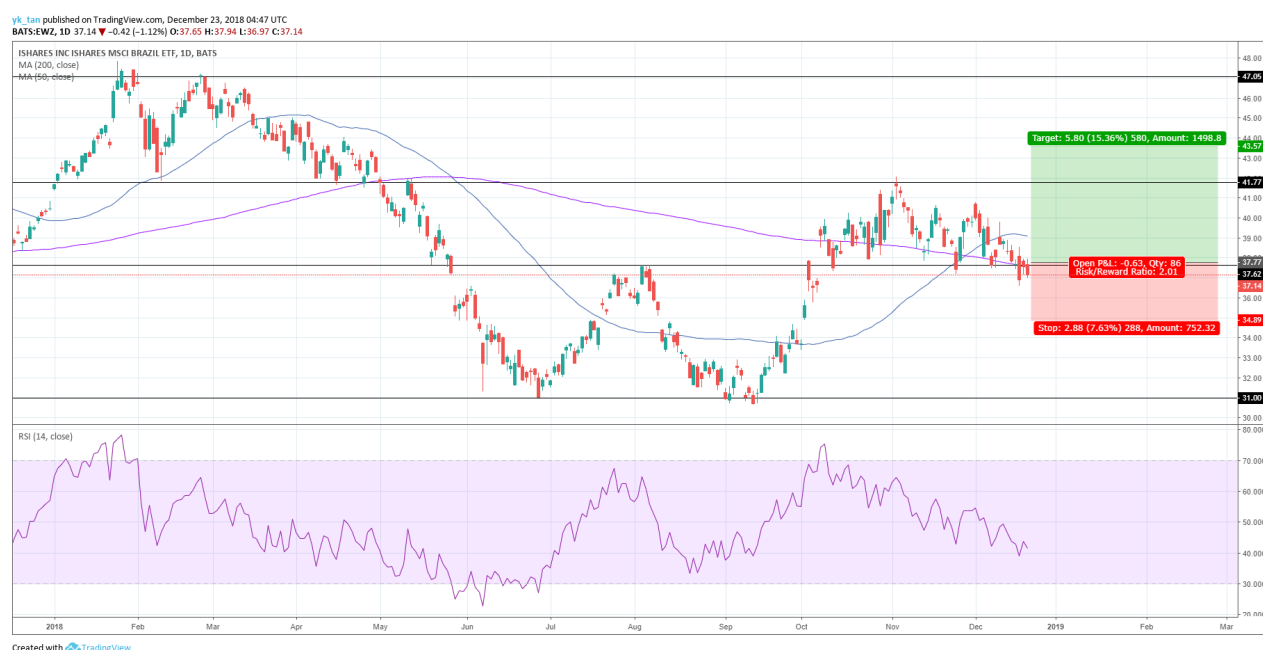 yk_tan published on TradingView.com, December 23, 2018 04:47 UTC
BATS:EWZ, 1D 37.14 ▼ −0.42 (−1.12%) O:37.65 H:37.94 L:36.97 C:37.14
ISHARES INC ISHARES MSCI BRAZIL ETF, 1D, BATS
MA (200, close)
MA (50, close)
48.00
47.05
46.00
45.00
44.00
Target: 5.80 (15.36%) 580, Amount: 1498.8
43.57
43.00
41.77
41.00
40.00
39.00
Open P&L: -0.63, Qty: 86
Risk/Reward Ratio: 2.01
37.77
37.62
37.14
36.00
34.89
Stop: 2.88 (7.63%) 288, Amount: 752.32
34.00
33.00
32.00
31.00
30.00
RSI (14, close)
80.000
70.000
60.000
50.000
40.000
30.000
20.000
2018 Feb Mar Apr May Jun Jul Aug Sep Oct Nov Dec 2019 Feb Mar
Created with TradingView